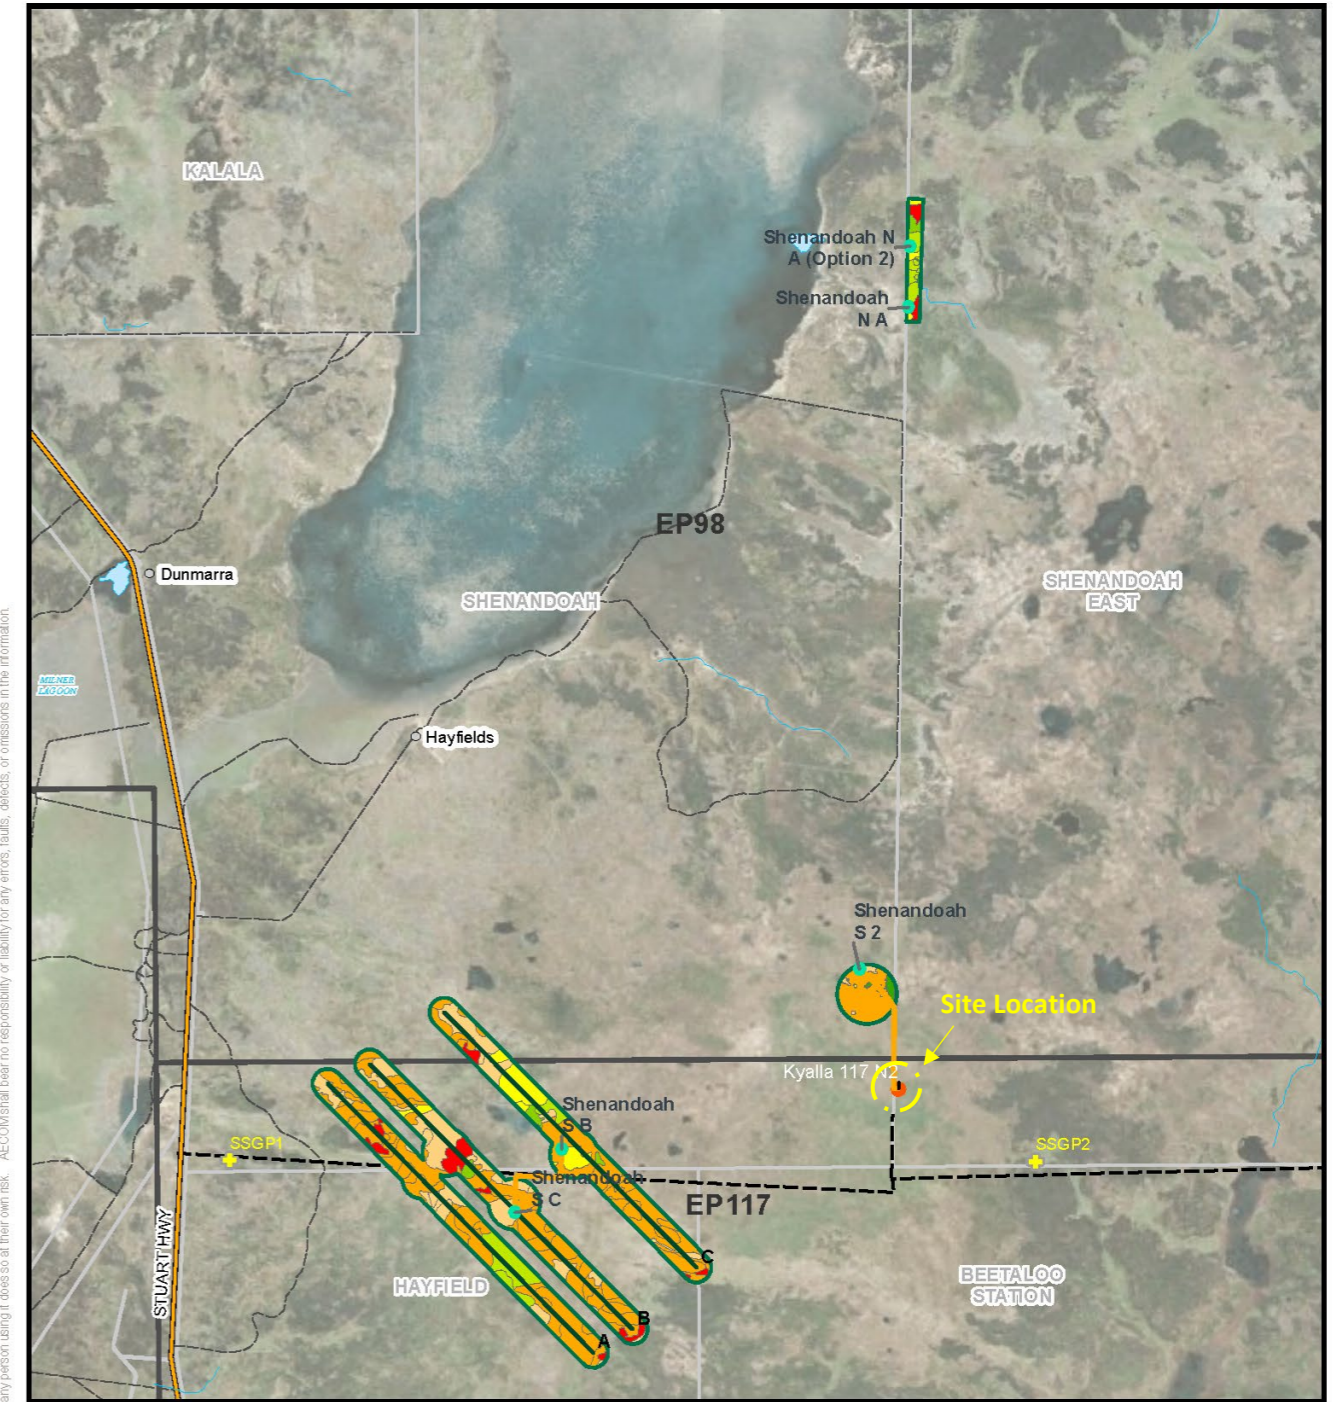 KALALA
Shenandoah N
A (Option 2)
Shenandoah
N A
EP98
Dunmarra
SHENANDOAH
SHENANDOAH
EAST
MILNER
LAGOON
Hayfields
Shenandoah
S 2
Site Location
Kyalla 117 N2
Shenandoah
S B
SSGP1
SSGP2
Shenandoah
S C
EP117
STUART HWY
HAYFIELD
BEETALOO
STATION
C
B
A
any person using it does so at their own risk. AECOM shall bear no responsibility or liability for any errors, faults, defects, or omissions in the information.